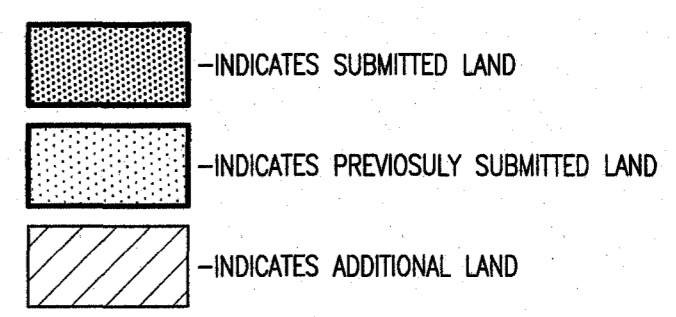 -INDICATES SUBMITTED LAND
-INDICATES PREVIOSULY SUBMITTED LAND
-INDICATES ADDITIONAL LAND